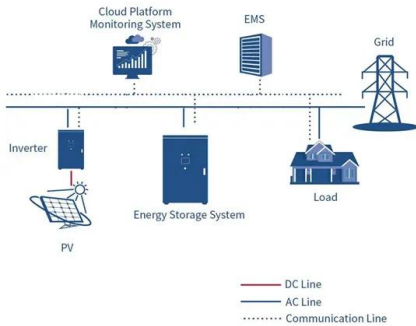 Cloud Platform
Monitoring System
EMS
Grid
Inverter
Energy Storage System
Load
PV
DC Line
AC Line
Communication Line